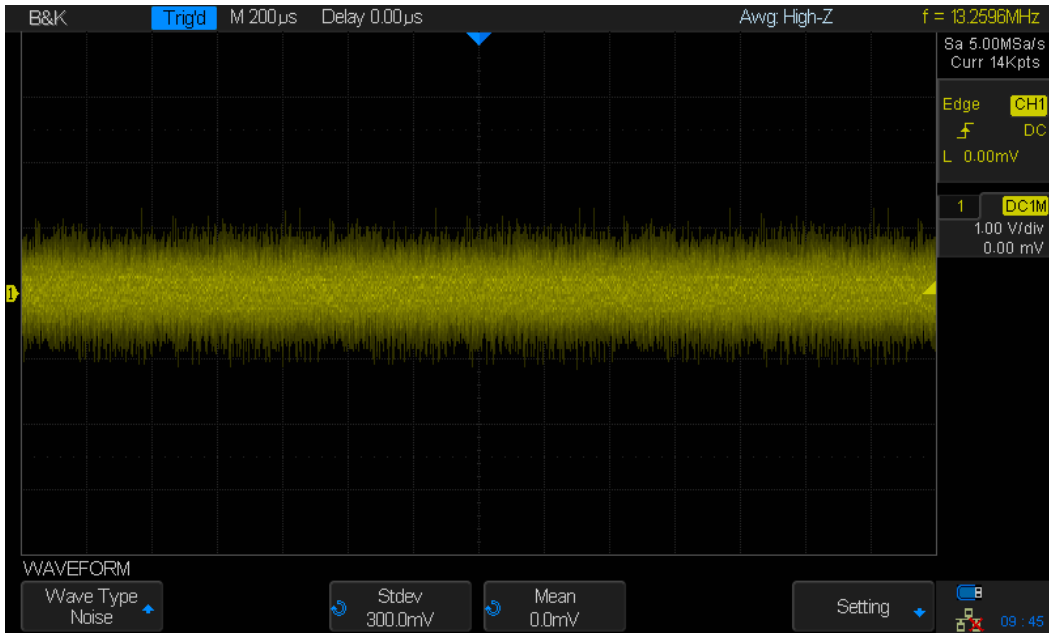 B&K Trig'd M 200µs Delay 0.00µs Awg: High-Z f = 13.2596MHz
Sa 5.00MSa/s
Curr 14Kpts
Edge CH1
DC
L 0.00mV
1 DC1M
1.00 V/div
0.00 mV
1
WAVEFORM
Wave Type
Noise
Stdev
300.0mV
Mean
0.0mV
Setting
09:45